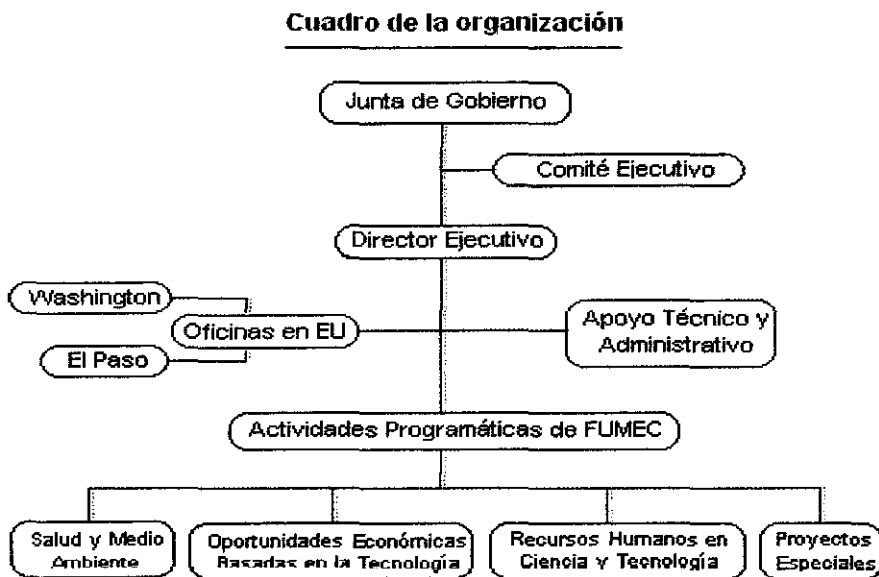 Cuadro de la organización
Junta de Gobierno
Comité Ejecutivo
Director Ejecutivo
Washington
Oficinas en EU
El Paso
Apoyo Técnico y
Administrativo
Actividades Programáticas de FUMEC
Salud y Medio
Ambiente
Oportunidades Económicas
Basadas en la Tecnología
Recursos Humanos en
Ciencia y Tecnología
Proyectos
Especiales